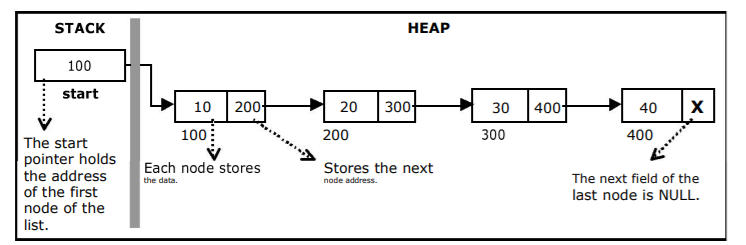 STACK
HEAP
100
start
10 200
20 300
30 400
40 X
100
200
300
400
The start
pointer holds
the address
of the first
node of the
list.
Each node stores
the data.
Stores the next
node address.
The next field of the
last node is NULL.